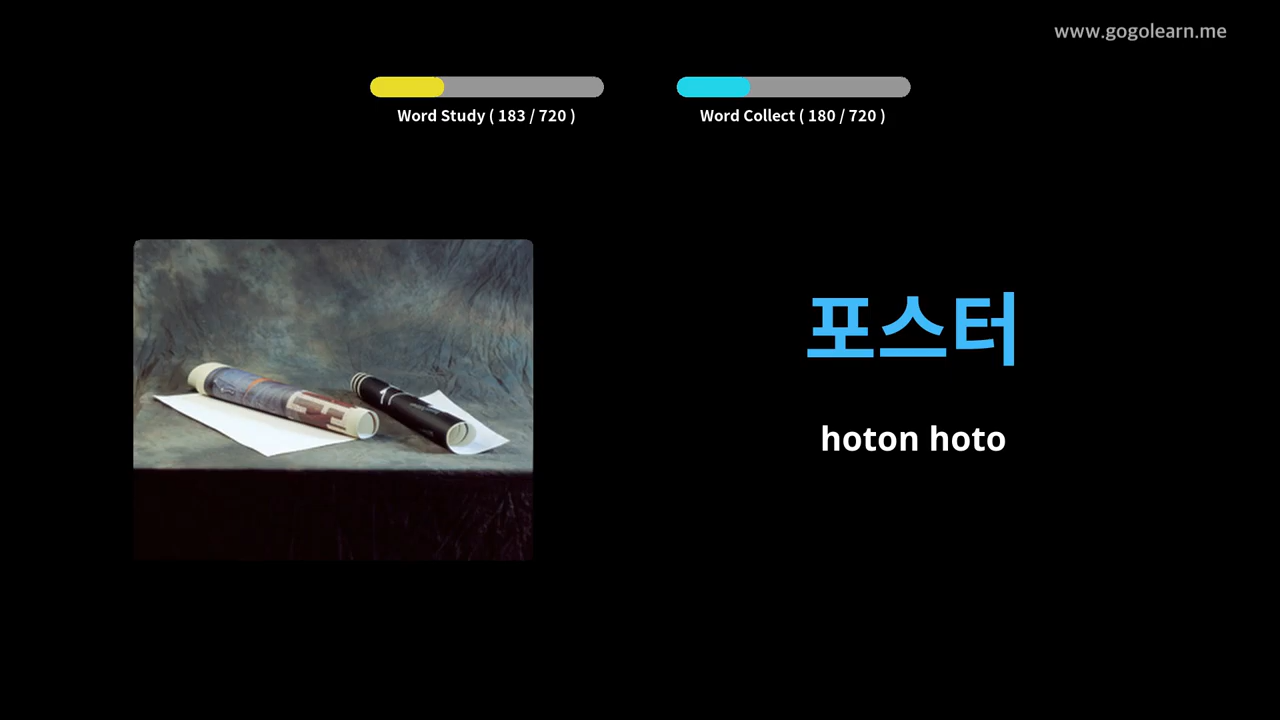 www.gogolearn.me
Word Study ( 183 / 720 )
Word Collect ( 180 / 720 )
포스터
hoton hoto